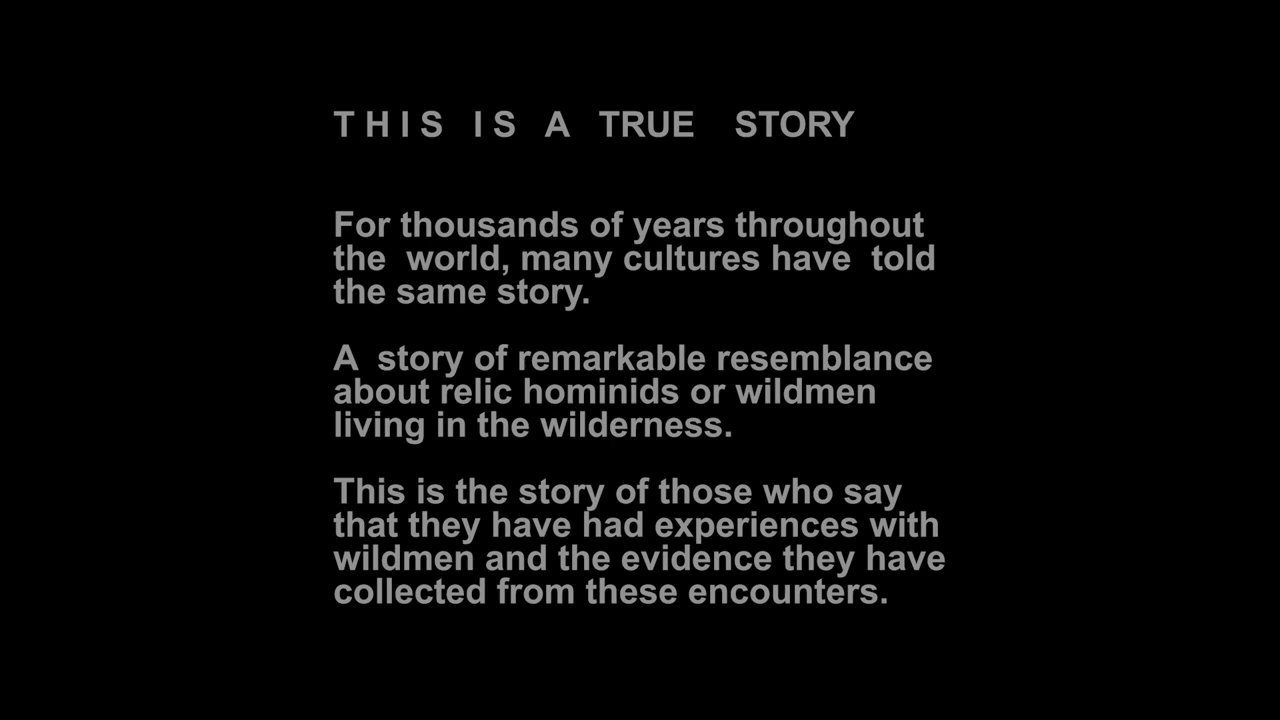 THIS IS A TRUE STORY
For thousands of years throughout
the world, many cultures have told
the same story.
A story of remarkable resemblance
about relic hominids or wildmen
living in the wilderness.
This is the story of those who say
that they have had experiences with
wildmen and the evidence they have
collected from these encounters.